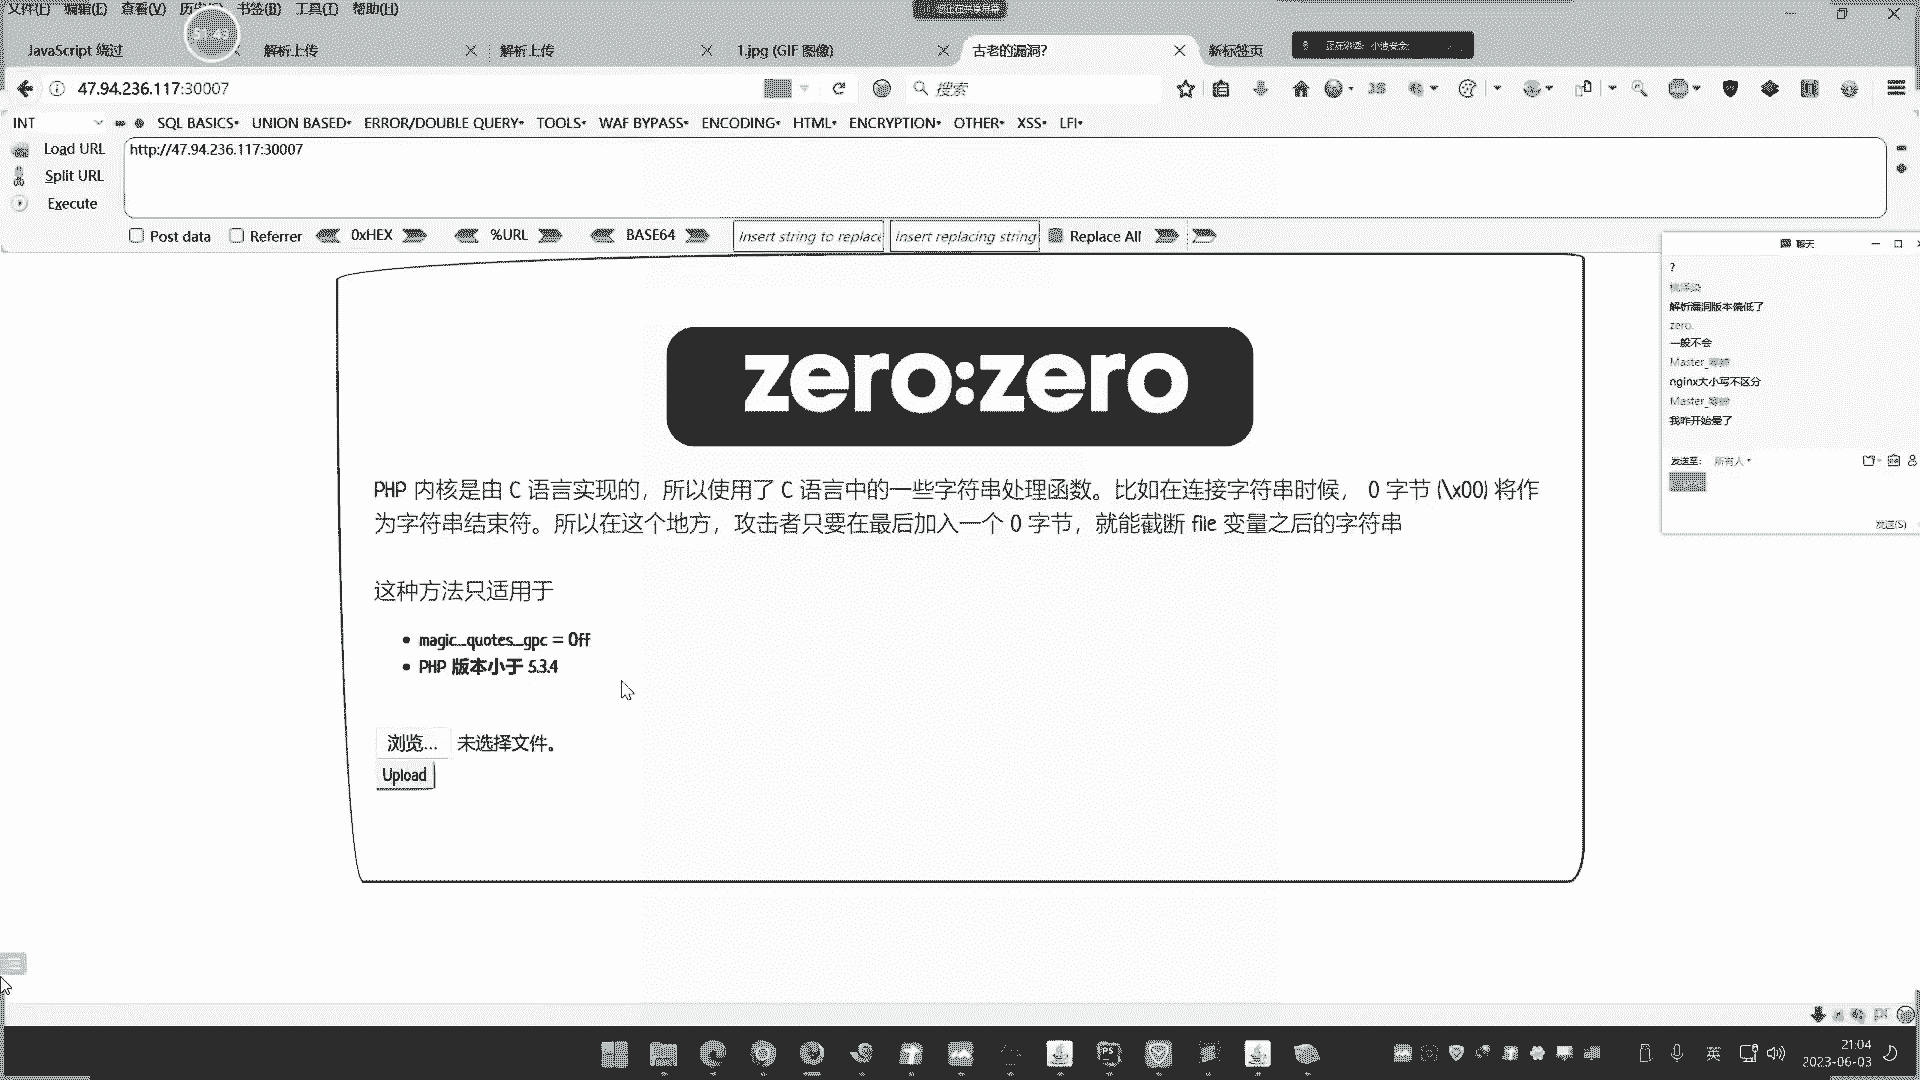 文件(F) 编辑(E) 查看(V) 书签(B) 工具(T) 帮助(H)
JavaScript 绕过
解析上传
解析上传
1.jpg (GIF 图像)
古老的漏洞?
新标签页
47.94.236.117:30007
搜索
INT
SQL BASICS
UNION BASED
ERROR/DOUBLE QUERY
TOOLS
WAF BYPASS
ENCODING
HTML
ENCRYPTION
OTHER
XSS
LFI
Load URL
http://47.94.236.117:30007
Split URL
Execute
Post data
Referrer
0xHEX
%URL
BASE64
Insert string to replace
Insert replacing string
Replace All
聊天
?
解析漏洞版本偏低了
zero.
一般不会
Master_
nginx大小写不区分
Master_
我咋开始晕了
发送至: 所有人
发送(S)
zero:zero
PHP 内核是由 C 语言实现的，所以使用了 C 语言中的一些字符串处理函数。比如在连接字符串时候， 0 字节 (\x00) 将作
为字符串结束符。所以在这个地方，攻击者只要在最后加入一个 0 字节，就能截断 file 变量之后的字符串
这种方法只适用于
magic_quotes_gpc = Off
PHP 版本小于 5.3.4
浏览... 未选择文件。
Upload
英
21:04
2023-06-03